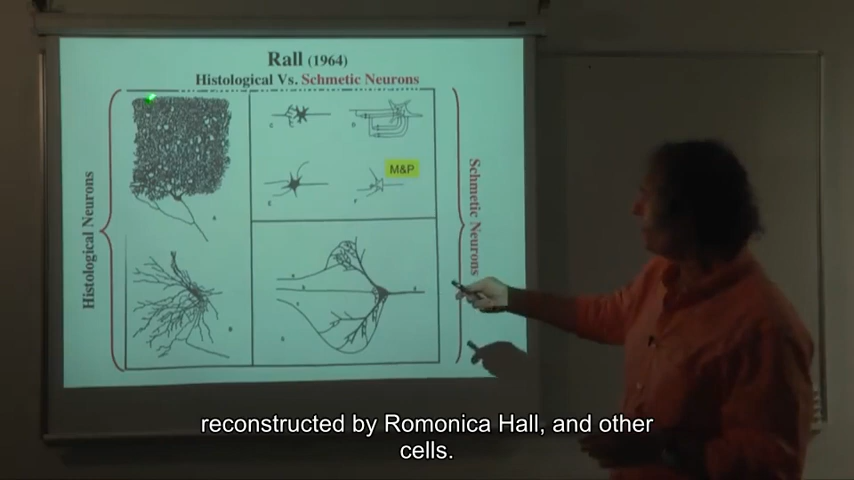 Rall (1964)
Histological Vs. Schmetic Neurons
Histological Neurons
M&P
Schmetic Neurons
reconstructed by Romonica Hall, and other
cells.